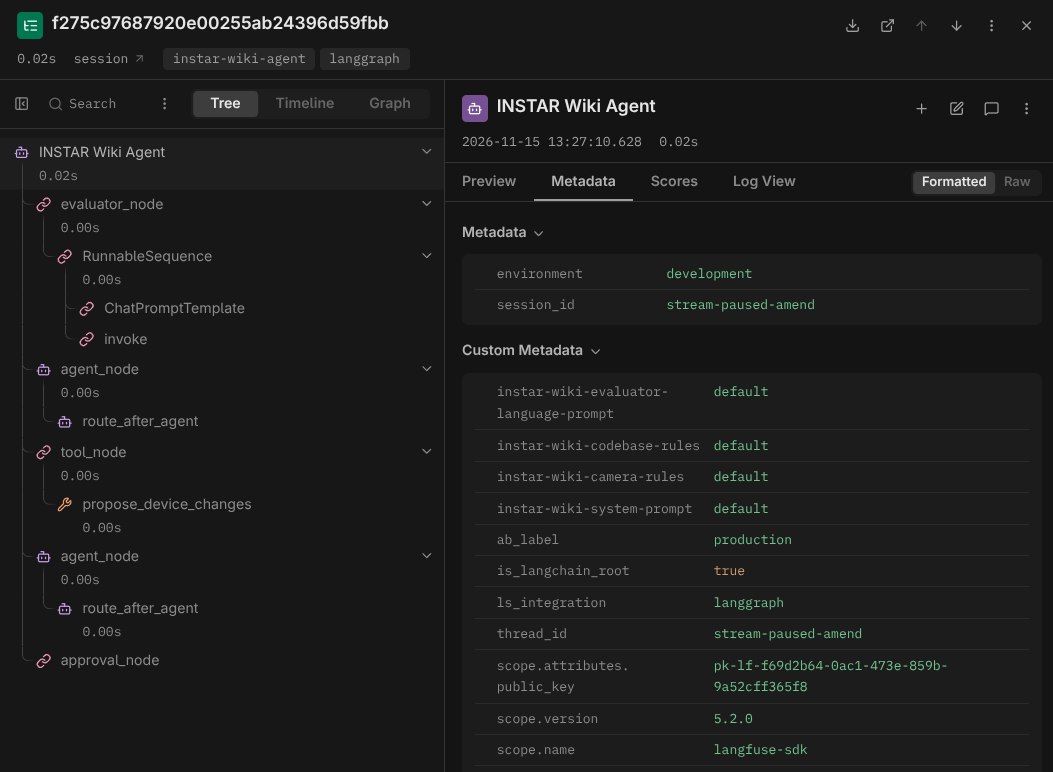 f275c97687920e00255ab24396d59fbb
0.02s session ↗ instar-wiki-agent langgraph
Search Tree Timeline Graph
INSTAR Wiki Agent
0.02s
evaluator_node
0.00s
RunnableSequence
0.00s
ChatPromptTemplate
invoke
agent_node
0.00s
route_after_agent
tool_node
0.00s
propose_device_changes
0.00s
agent_node
0.00s
route_after_agent
0.00s
approval_node
INSTAR Wiki Agent
2026-11-15 13:27:10.628 0.02s
Preview Metadata Scores Log View Formatted Raw
Metadata
environment development
session_id stream-paused-amend
Custom Metadata
instar-wiki-evaluator- default
language-prompt
instar-wiki-codebase-rules default
instar-wiki-camera-rules default
instar-wiki-system-prompt default
ab_label production
is_langchain_root true
ls_integration langgraph
thread_id stream-paused-amend
scope.attributes. pk-lf-f69d2b64-0ac1-473e-859b-
public_key 9a52cff365f8
scope.version 5.2.0
scope.name langfuse-sdk